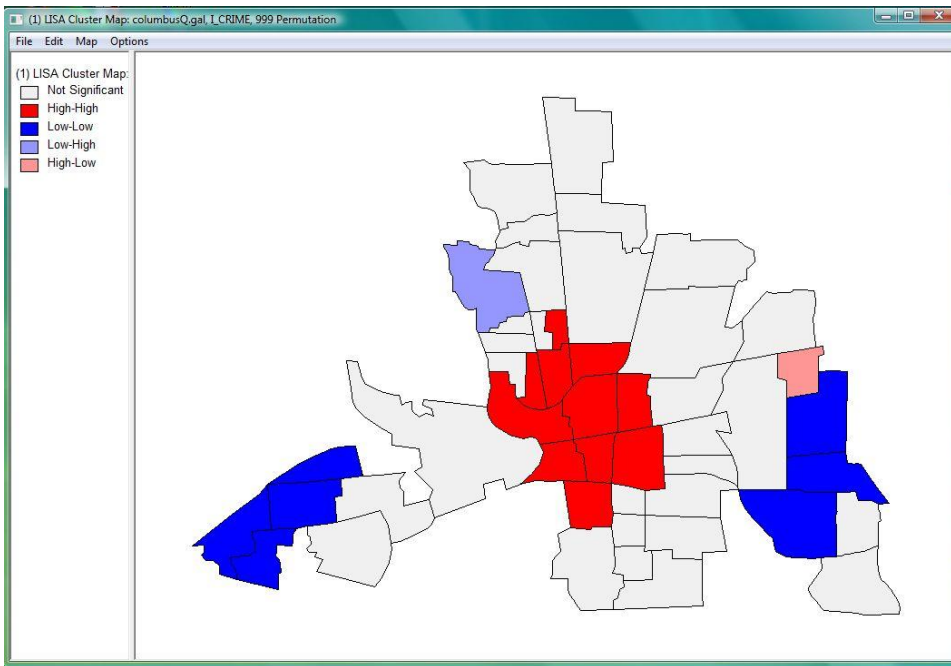 (1) LISA Cluster Map: columbusQ.gal, I_CRIME, 999 Permutation
File Edit Map Options
(1) LISA Cluster Map:
Not Significant
High-High
Low-Low
Low-High
High-Low